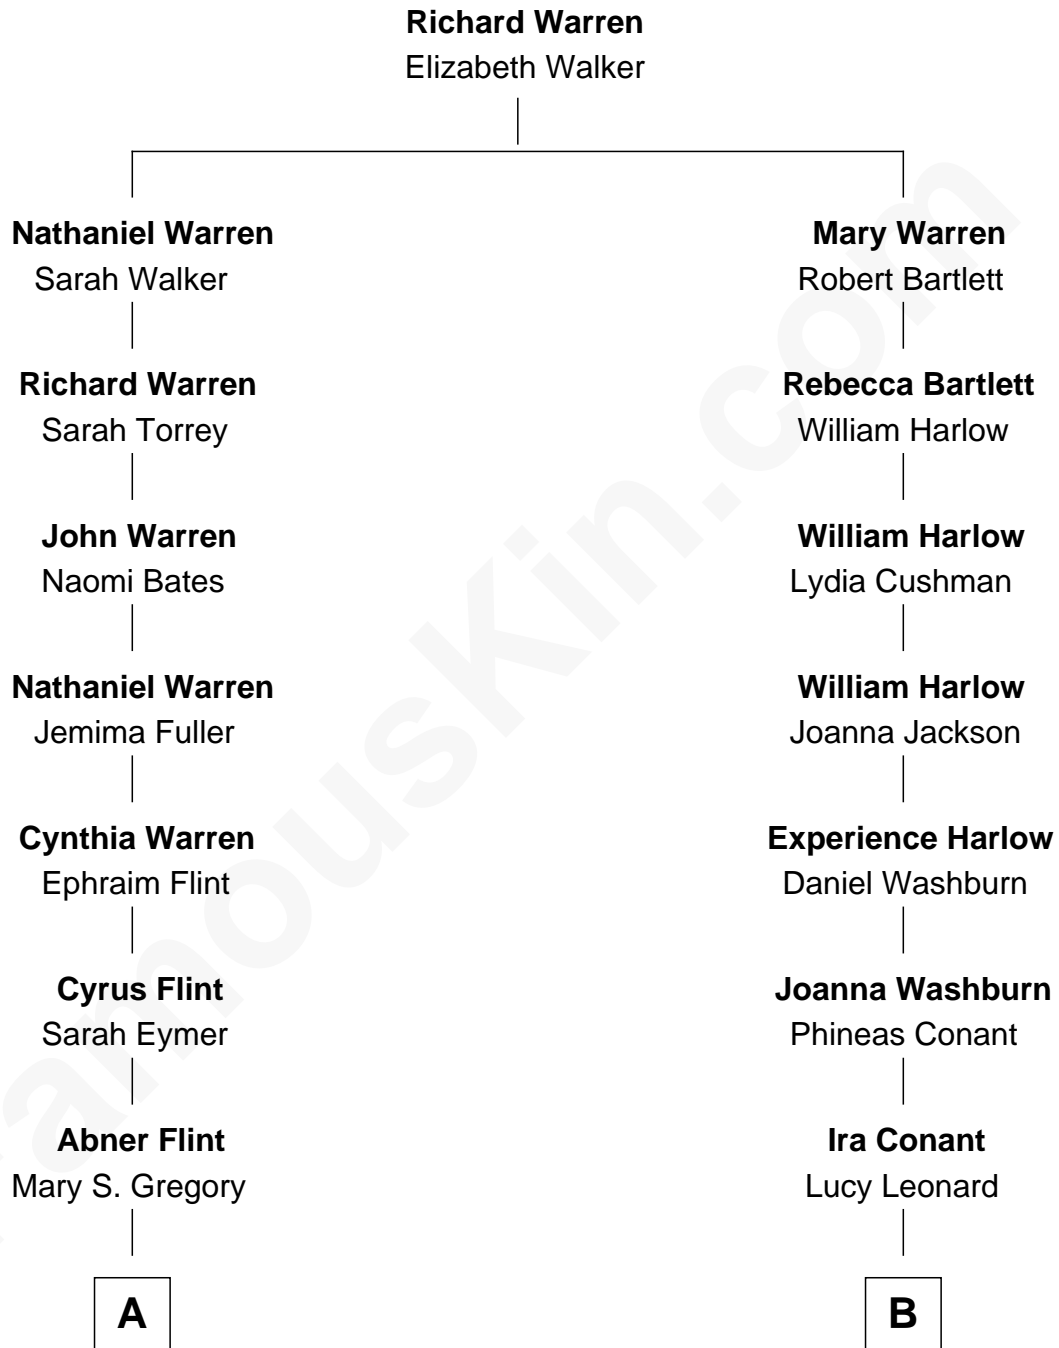 Richard Warren
Elizabeth Walker
Nathaniel Warren
Sarah Walker
Mary Warren
Robert Bartlett
Richard Warren
Sarah Torrey
Rebecca Bartlett
William Harlow
John Warren
Naomi Bates
William Harlow
Lydia Cushman
Nathaniel Warren
Jemima Fuller
William Harlow
Joanna Jackson
Cynthia Warren
Ephraim Flint
Experience Harlow
Daniel Washburn
Cyrus Flint
Sarah Eymer
Joanna Washburn
Phineas Conant
Abner Flint
Mary S. Gregory
Ira Conant
Lucy Leonard
A
B
FamousKin.com